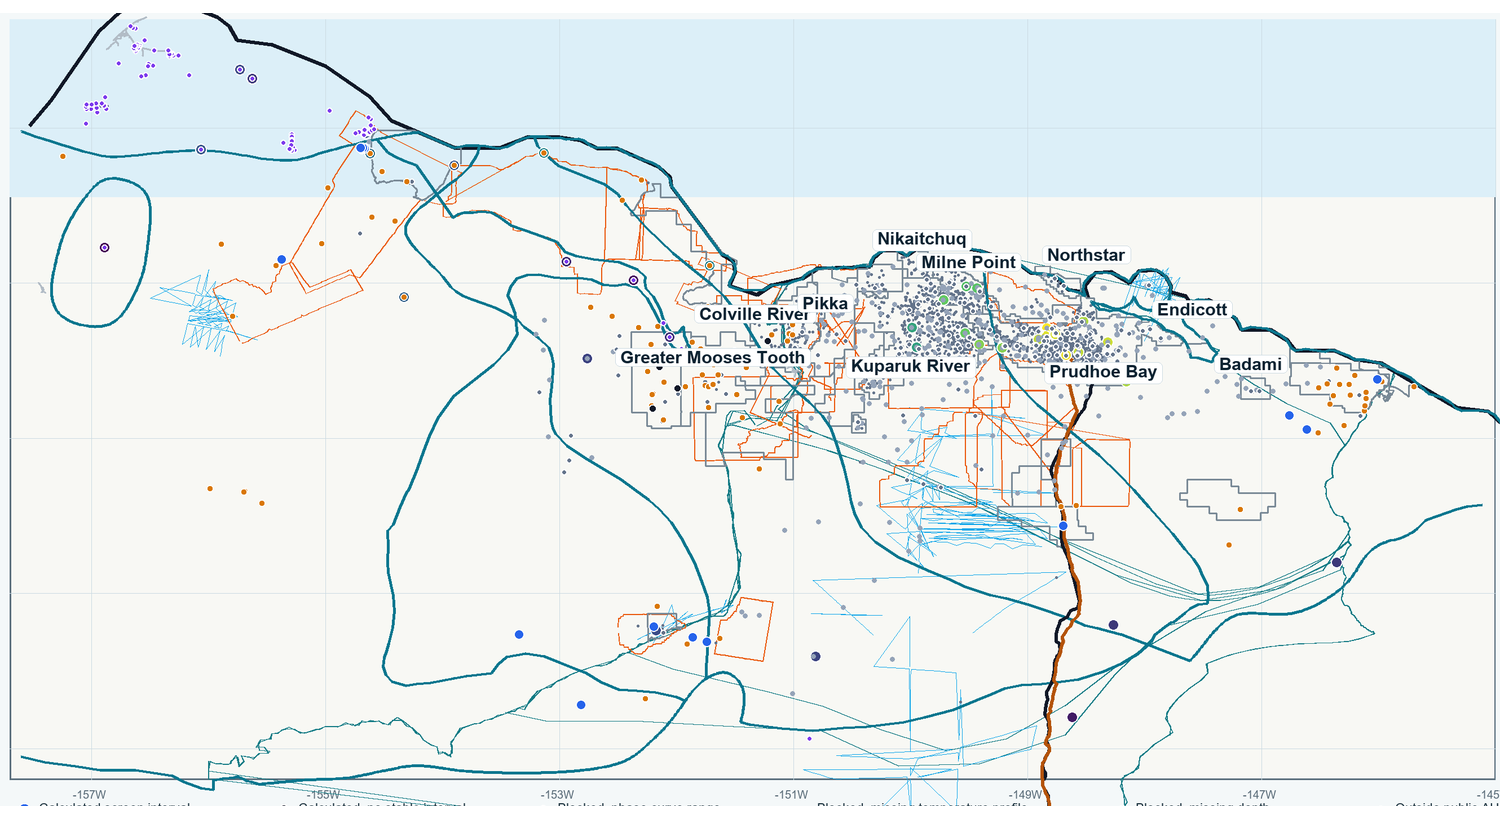 Nikaitchuq
Northstar
Milne Point
Pikka
Colville River
Endicott
Greater Mooses Tooth
Kuparuk River
Prudhoe Bay
Badami
-157W
-155W
-153W
-151W
-149W
-147W
-145